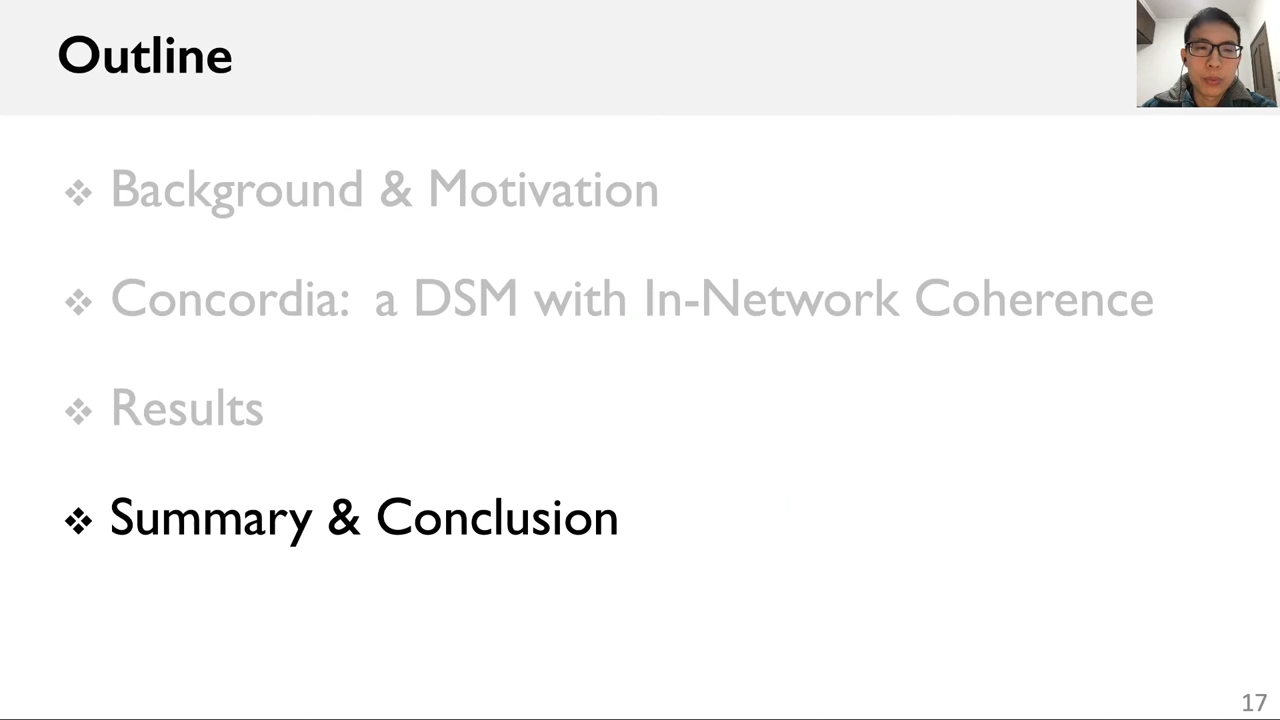 Outline
❖ Background & Motivation
❖ Concordia: a DSM with In-Network Coherence
❖ Results
❖ Summary & Conclusion
17